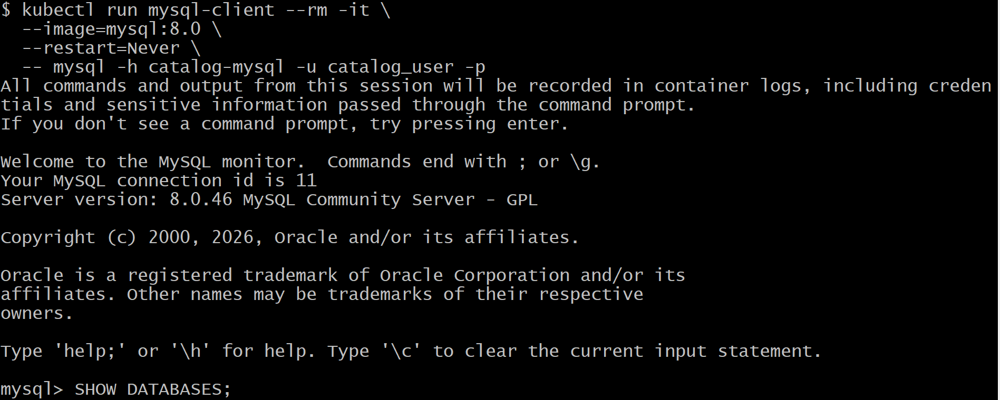 $ kubectl run mysql-client --rm -it \
  --image=mysql:8.0 \
  --restart=Never \
  -- mysql -h catalog-mysql -u catalog_user -p
All commands and output from this session will be recorded in container logs, including creden
tials and sensitive information passed through the command prompt.
If you don't see a command prompt, try pressing enter.

Welcome to the MySQL monitor.  Commands end with ; or \g.
Your MySQL connection id is 11
Server version: 8.0.46 MySQL Community Server - GPL

Copyright (c) 2000, 2026, Oracle and/or its affiliates.

Oracle is a registered trademark of Oracle Corporation and/or its
affiliates. Other names may be trademarks of their respective
owners.

Type 'help;' or '\h' for help. Type '\c' to clear the current input statement.

mysql> SHOW DATABASES;